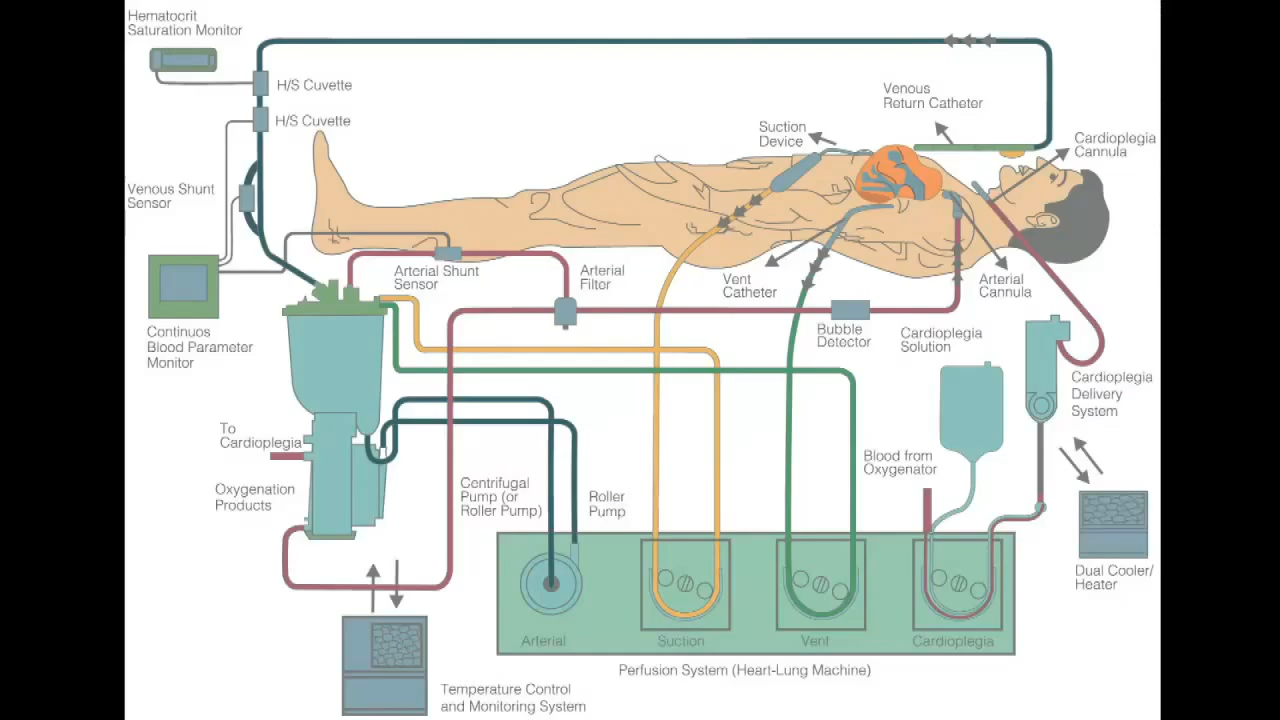 Hematocrit
Saturation Monitor
H/S Cuvette
H/S Cuvette
Venous Shunt
Sensor
Continuos
Blood Parameter
Monitor
Venous
Return Catheter
Suction
Device
Cardioplegia
Cannula
Arterial Shunt
Sensor
Arterial
Filter
Vent
Catheter
Arterial
Cannula
Bubble
Detector
Cardioplegia
Solution
Cardioplegia
Delivery
System
To
Cardioplegia
Oxygenation
Products
Centrifugal
Pump (or
Roller Pump)
Roller
Pump
Blood from
Oxygenator
Dual Cooler/
Heater
Arterial
Suction
Vent
Cardioplegia
Perfusion System (Heart-Lung Machine)
Temperature Control
and Monitoring System